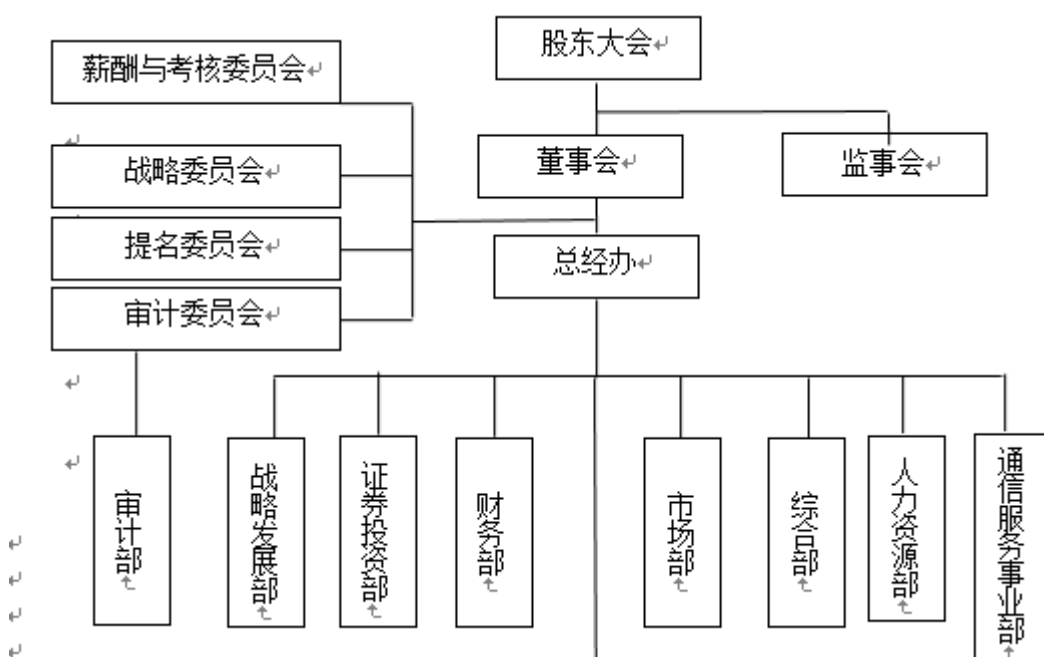 股东大会
薪酬与考核委员会
董事会
监事会
战略委员会
提名委员会
总经办
审计委员会
审计部
战略发展部
证券投资部
财务部
市场部
综合部
人力资源部
通信服务事业部